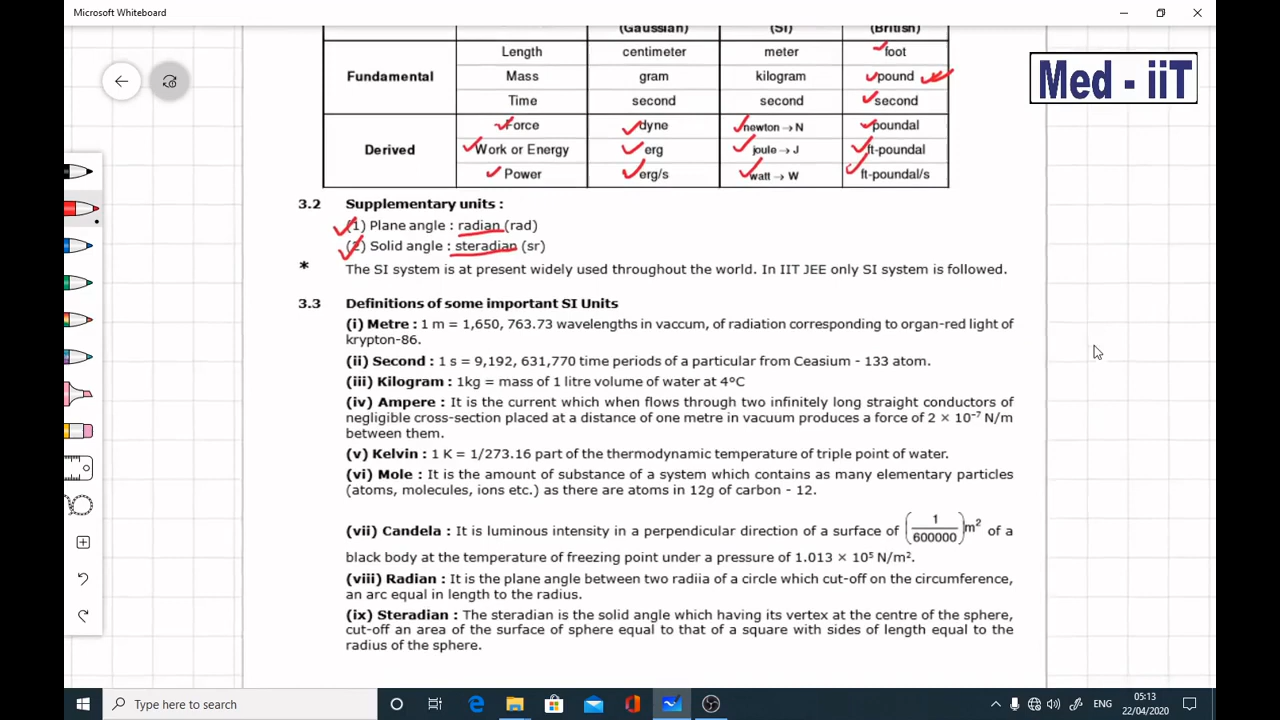 Microsoft Whiteboard
(Gaussian) (SI) (British)
Length centimeter meter foot
Fundamental Mass gram kilogram pound
Time second second second
Force dyne newton → N poundal
Derived Work or Energy erg joule → J ft-poundal
Power erg/s watt → W ft-poundal/s
Med - iiT
3.2 Supplementary units :
(1) Plane angle : radian (rad)
(2) Solid angle : steradian (sr)
* The SI system is at present widely used throughout the world. In IIT JEE only SI system is followed.
3.3 Definitions of some important SI Units
(i) Metre : 1 m = 1,650, 763.73 wavelengths in vaccum, of radiation corresponding to organ-red light of
krypton-86.
(ii) Second : 1 s = 9,192, 631,770 time periods of a particular from Ceasium - 133 atom.
(iii) Kilogram : 1kg = mass of 1 litre volume of water at 4°C
(iv) Ampere : It is the current which when flows through two infinitely long straight conductors of
negligible cross-section placed at a distance of one metre in vacuum produces a force of 2 × 10⁻⁷ N/m
between them.
(v) Kelvin : 1 K = 1/273.16 part of the thermodynamic temperature of triple point of water.
(vi) Mole : It is the amount of substance of a system which contains as many elementary particles
(atoms, molecules, ions etc.) as there are atoms in 12g of carbon - 12.
(vii) Candela : It is luminous intensity in a perpendicular direction of a surface of (1/600000)m² of a
black body at the temperature of freezing point under a pressure of 1.013 × 10⁵ N/m².
(viii) Radian : It is the plane angle between two radiia of a circle which cut-off on the circumference,
an arc equal in length to the radius.
(ix) Steradian : The steradian is the solid angle which having its vertex at the centre of the sphere,
cut-off an area of the surface of sphere equal to that of a square with sides of length equal to the
radius of the sphere.
Type here to search
ENG
05:13
22/04/2020